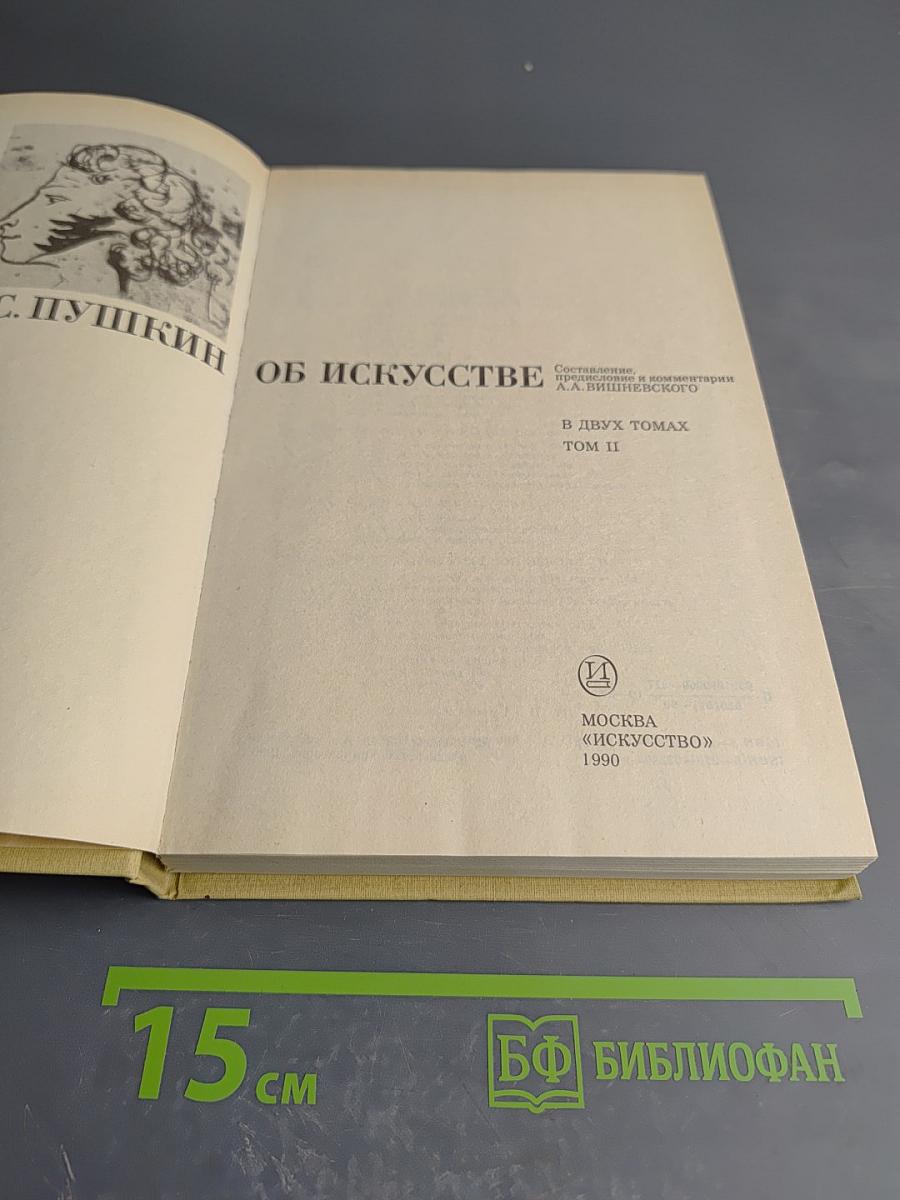 С. ПУШКИН
ОБ ИСКУССТВЕ
Составление,
предисловие и комментарии
А. А. ВИШНЕВСКОГО
В ДВУХ ТОМАХ
ТОМ II
И
МОСКВА
«ИСКУССТВО»
1990
15 см
БФ БИБЛИОФАН